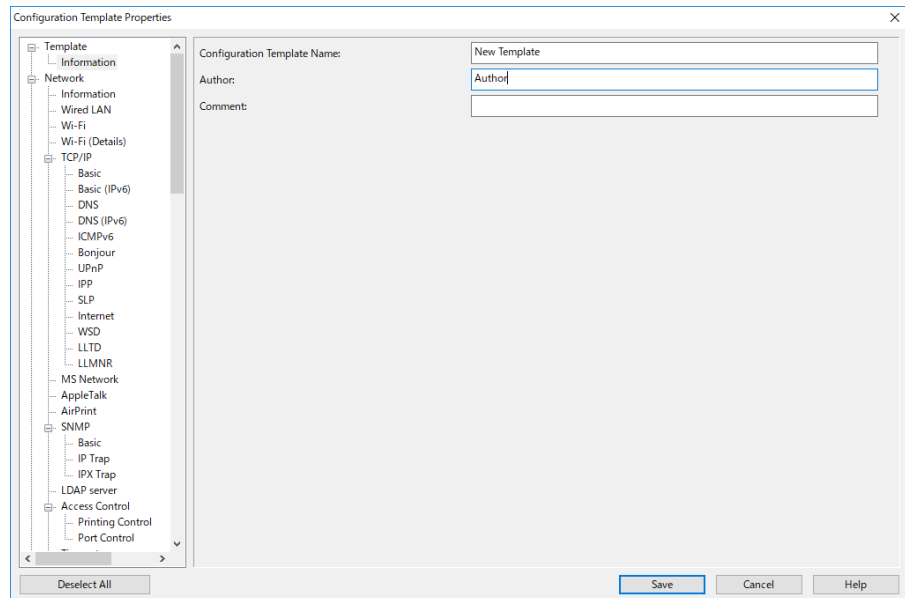 Configuration Template Properties
Template
Information
Network
Information
Wired LAN
Wi-Fi
Wi-Fi (Details)
TCP/IP
Basic
Basic (IPv6)
DNS
DNS (IPv6)
ICMPv6
Bonjour
UPnP
IPP
SLP
Internet
WSD
LLTD
LLMNR
MS Network
AppleTalk
AirPrint
SNMP
Basic
IP Trap
IPX Trap
LDAP server
Access Control
Printing Control
Port Control
Configuration Template Name: New Template
Author: Author
Comment:
Deselect All
Save Cancel Help